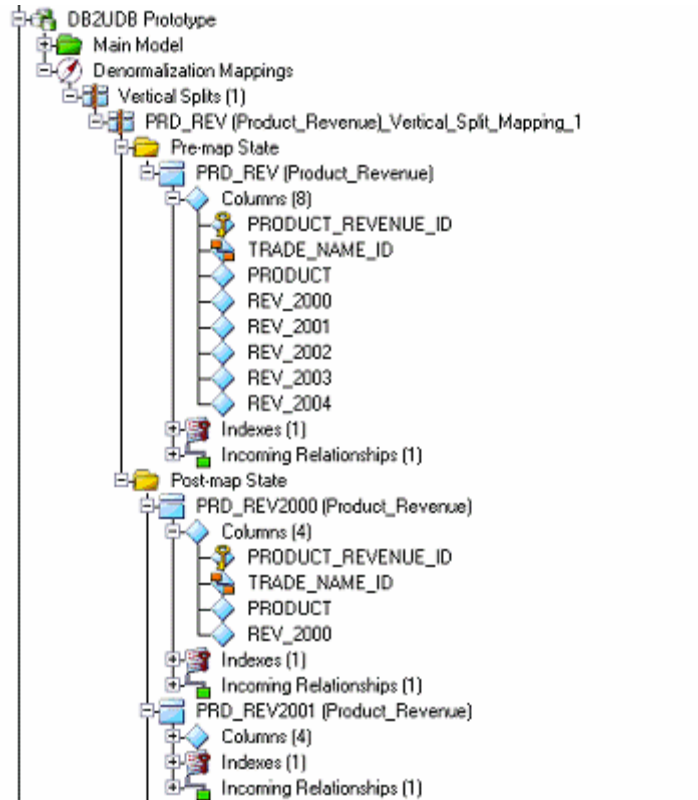 DB2UDB Prototype
Main Model
Denormalization Mappings
Vertical Splits (1)
PRD_REV (Product_Revenue)_Vertical_Split_Mapping_1
Pre-map State
PRD_REV (Product_Revenue)
Columns (8)
PRODUCT_REVENUE_ID
TRADE_NAME_ID
PRODUCT
REV_2000
REV_2001
REV_2002
REV_2003
REV_2004
Indexes (1)
Incoming Relationships (1)
Post-map State
PRD_REV2000 (Product_Revenue)
Columns (4)
PRODUCT_REVENUE_ID
TRADE_NAME_ID
PRODUCT
REV_2000
Indexes (1)
Incoming Relationships (1)
PRD_REV2001 (Product_Revenue)
Columns (4)
Indexes (1)
Incoming Relationships (1)